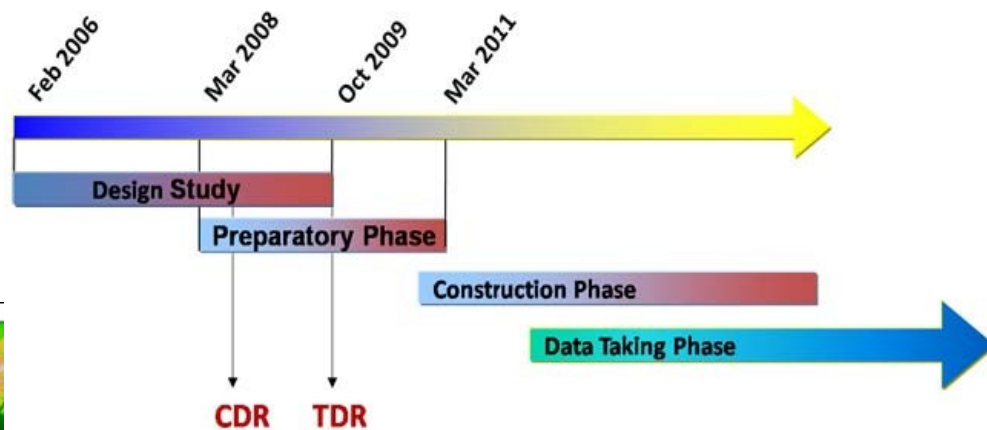 Feb 2006
Mar 2008
Oct 2009
Mar 2011
Design Study
Preparatory Phase
Construction Phase
Data Taking Phase
CDR
TDR